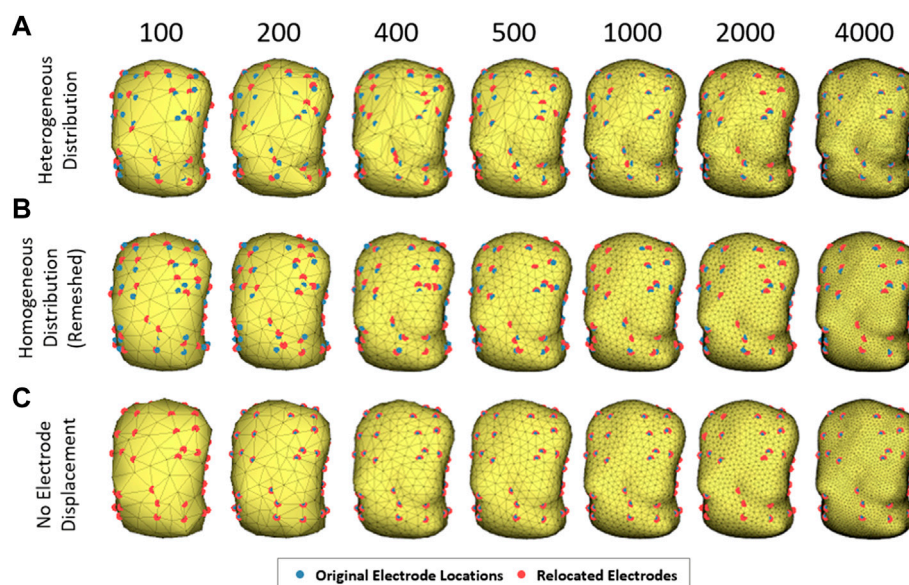 A
100 200 400 500 1000 2000 4000
Heterogeneous
Distribution
B
Homogeneous
Distribution
(Remeshed)
C
No Electrode
Displacement
Original Electrode Locations Relocated Electrodes